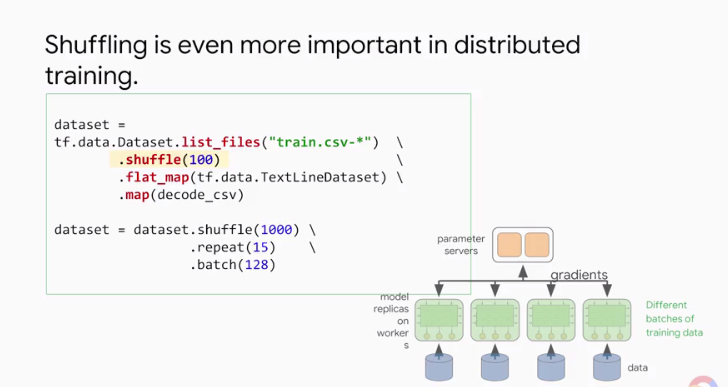 Shuffling is even more important in distributed
training.
dataset =
tf.data.Dataset.list_files("train.csv-*") \
.shuffle(100) \
.flat_map(tf.data.TextLineDataset) \
.map(decode_csv)
dataset = dataset.shuffle(1000) \
.repeat(15) \
.batch(128)
parameter
servers
gradients
model
replicas
on
worker
s
Different
batches of
training data
data